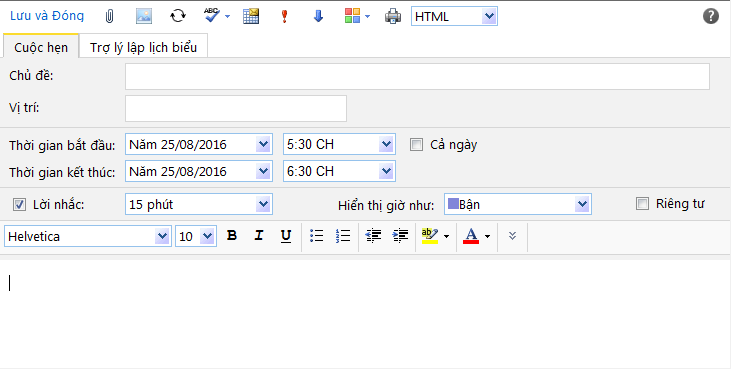 Lưu và Đóng ABC HTML ?
Cuộc hẹn Trợ lý lập lịch biểu
Chủ đề:
Vị trí:
Thời gian bắt đầu: Năm 25/08/2016 5:30 CH Cả ngày
Thời gian kết thúc: Năm 25/08/2016 6:30 CH
Lời nhắc: 15 phút Hiển thị giờ như: Bận Riêng tư
Helvetica 10 B I U ab A